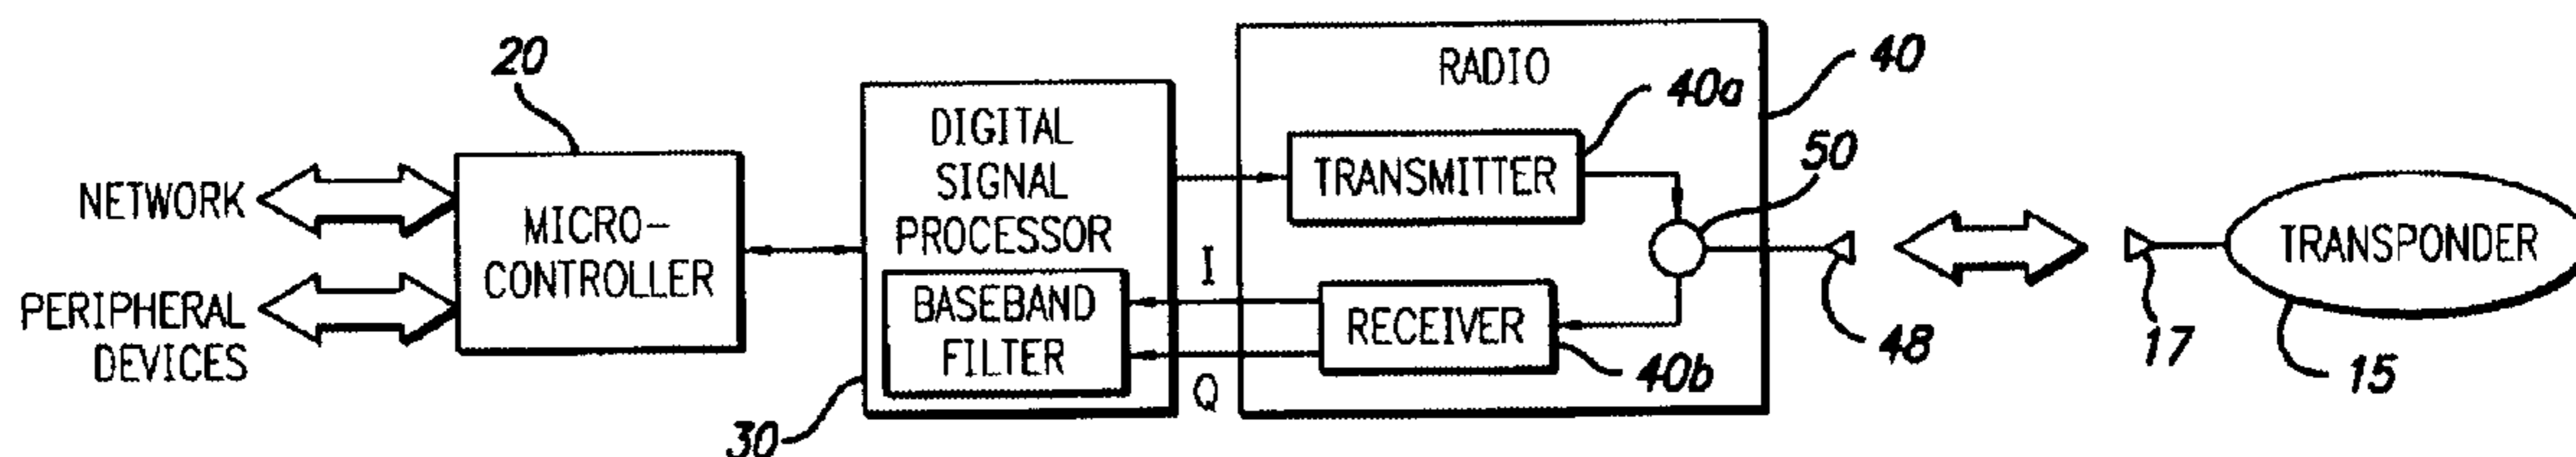 20
NETWORK
PERIPHERAL
DEVICES
MICRO-
CONTROLLER
DIGITAL
SIGNAL
PROCESSOR
BASEBAND
FILTER
30
I
Q
RADIO
40
TRANSMITTER
40a
50
RECEIVER
40b
48
17
TRANSPONDER
15